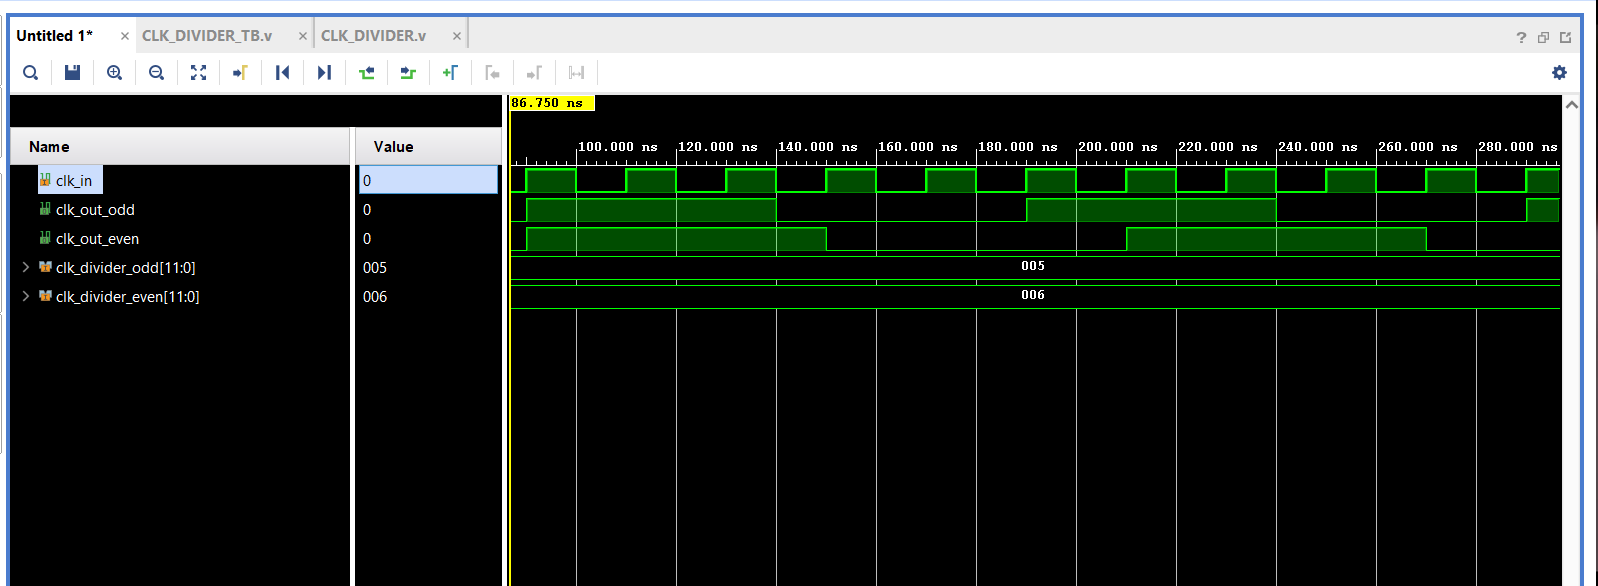 Untitled 1* × CLK_DIVIDER_TB.v × CLK_DIVIDER.v × ?
86.750 ns
Name Value
100.000 ns 120.000 ns 140.000 ns 160.000 ns 180.000 ns 200.000 ns 220.000 ns 240.000 ns 260.000 ns 280.000 ns
clk_in 0
clk_out_odd 0
clk_out_even 0
clk_divider_odd[11:0] 005 005
clk_divider_even[11:0] 006 006